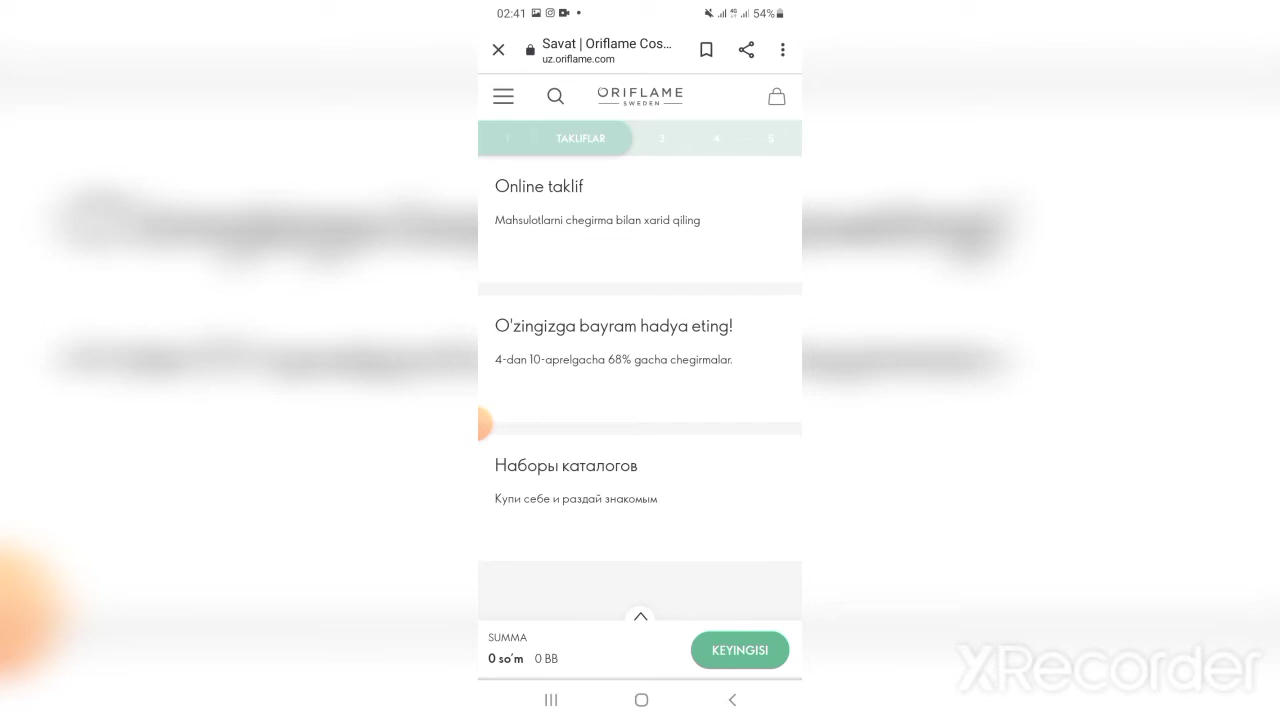 02:41 54%
Savat | Oriflame Cos...
uz.oriflame.com
ORIFLAME
SWEDEN
1 TAKLIFLAR 3 4 5
Online taklif
Mahsulotlarni chegirma bilan xarid qiling
O'zingizga bayram hadya eting!
4-dan 10-aprelgacha 68% gacha chegirmalar.
Наборы каталогов
Купи себе и раздай знакомым
SUMMA
0 so'm 0 BB
KEYINGISI
XRecorder